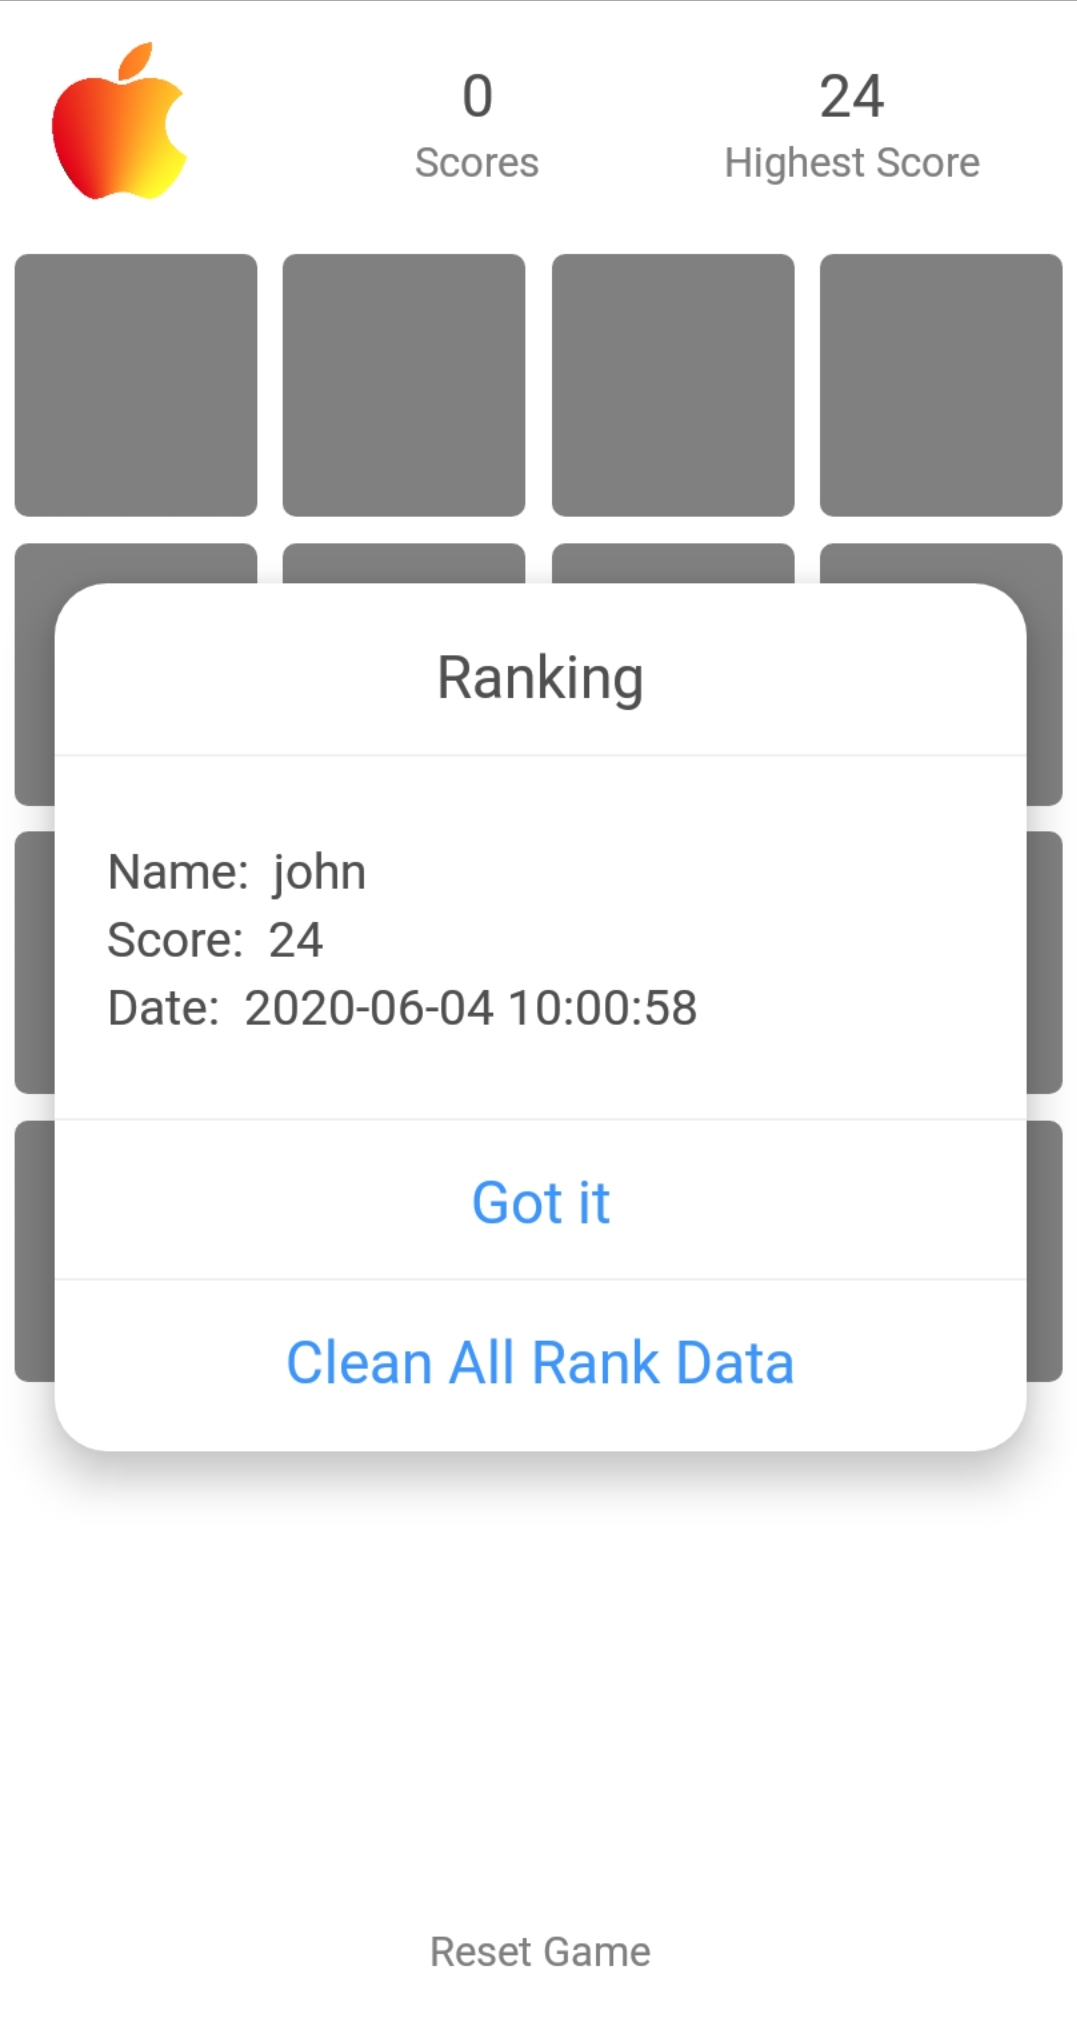 0
Scores
24
Highest Score
Ranking
Name: john
Score: 24
Date: 2020-06-04 10:00:58
Got it
Clean All Rank Data
Reset Game